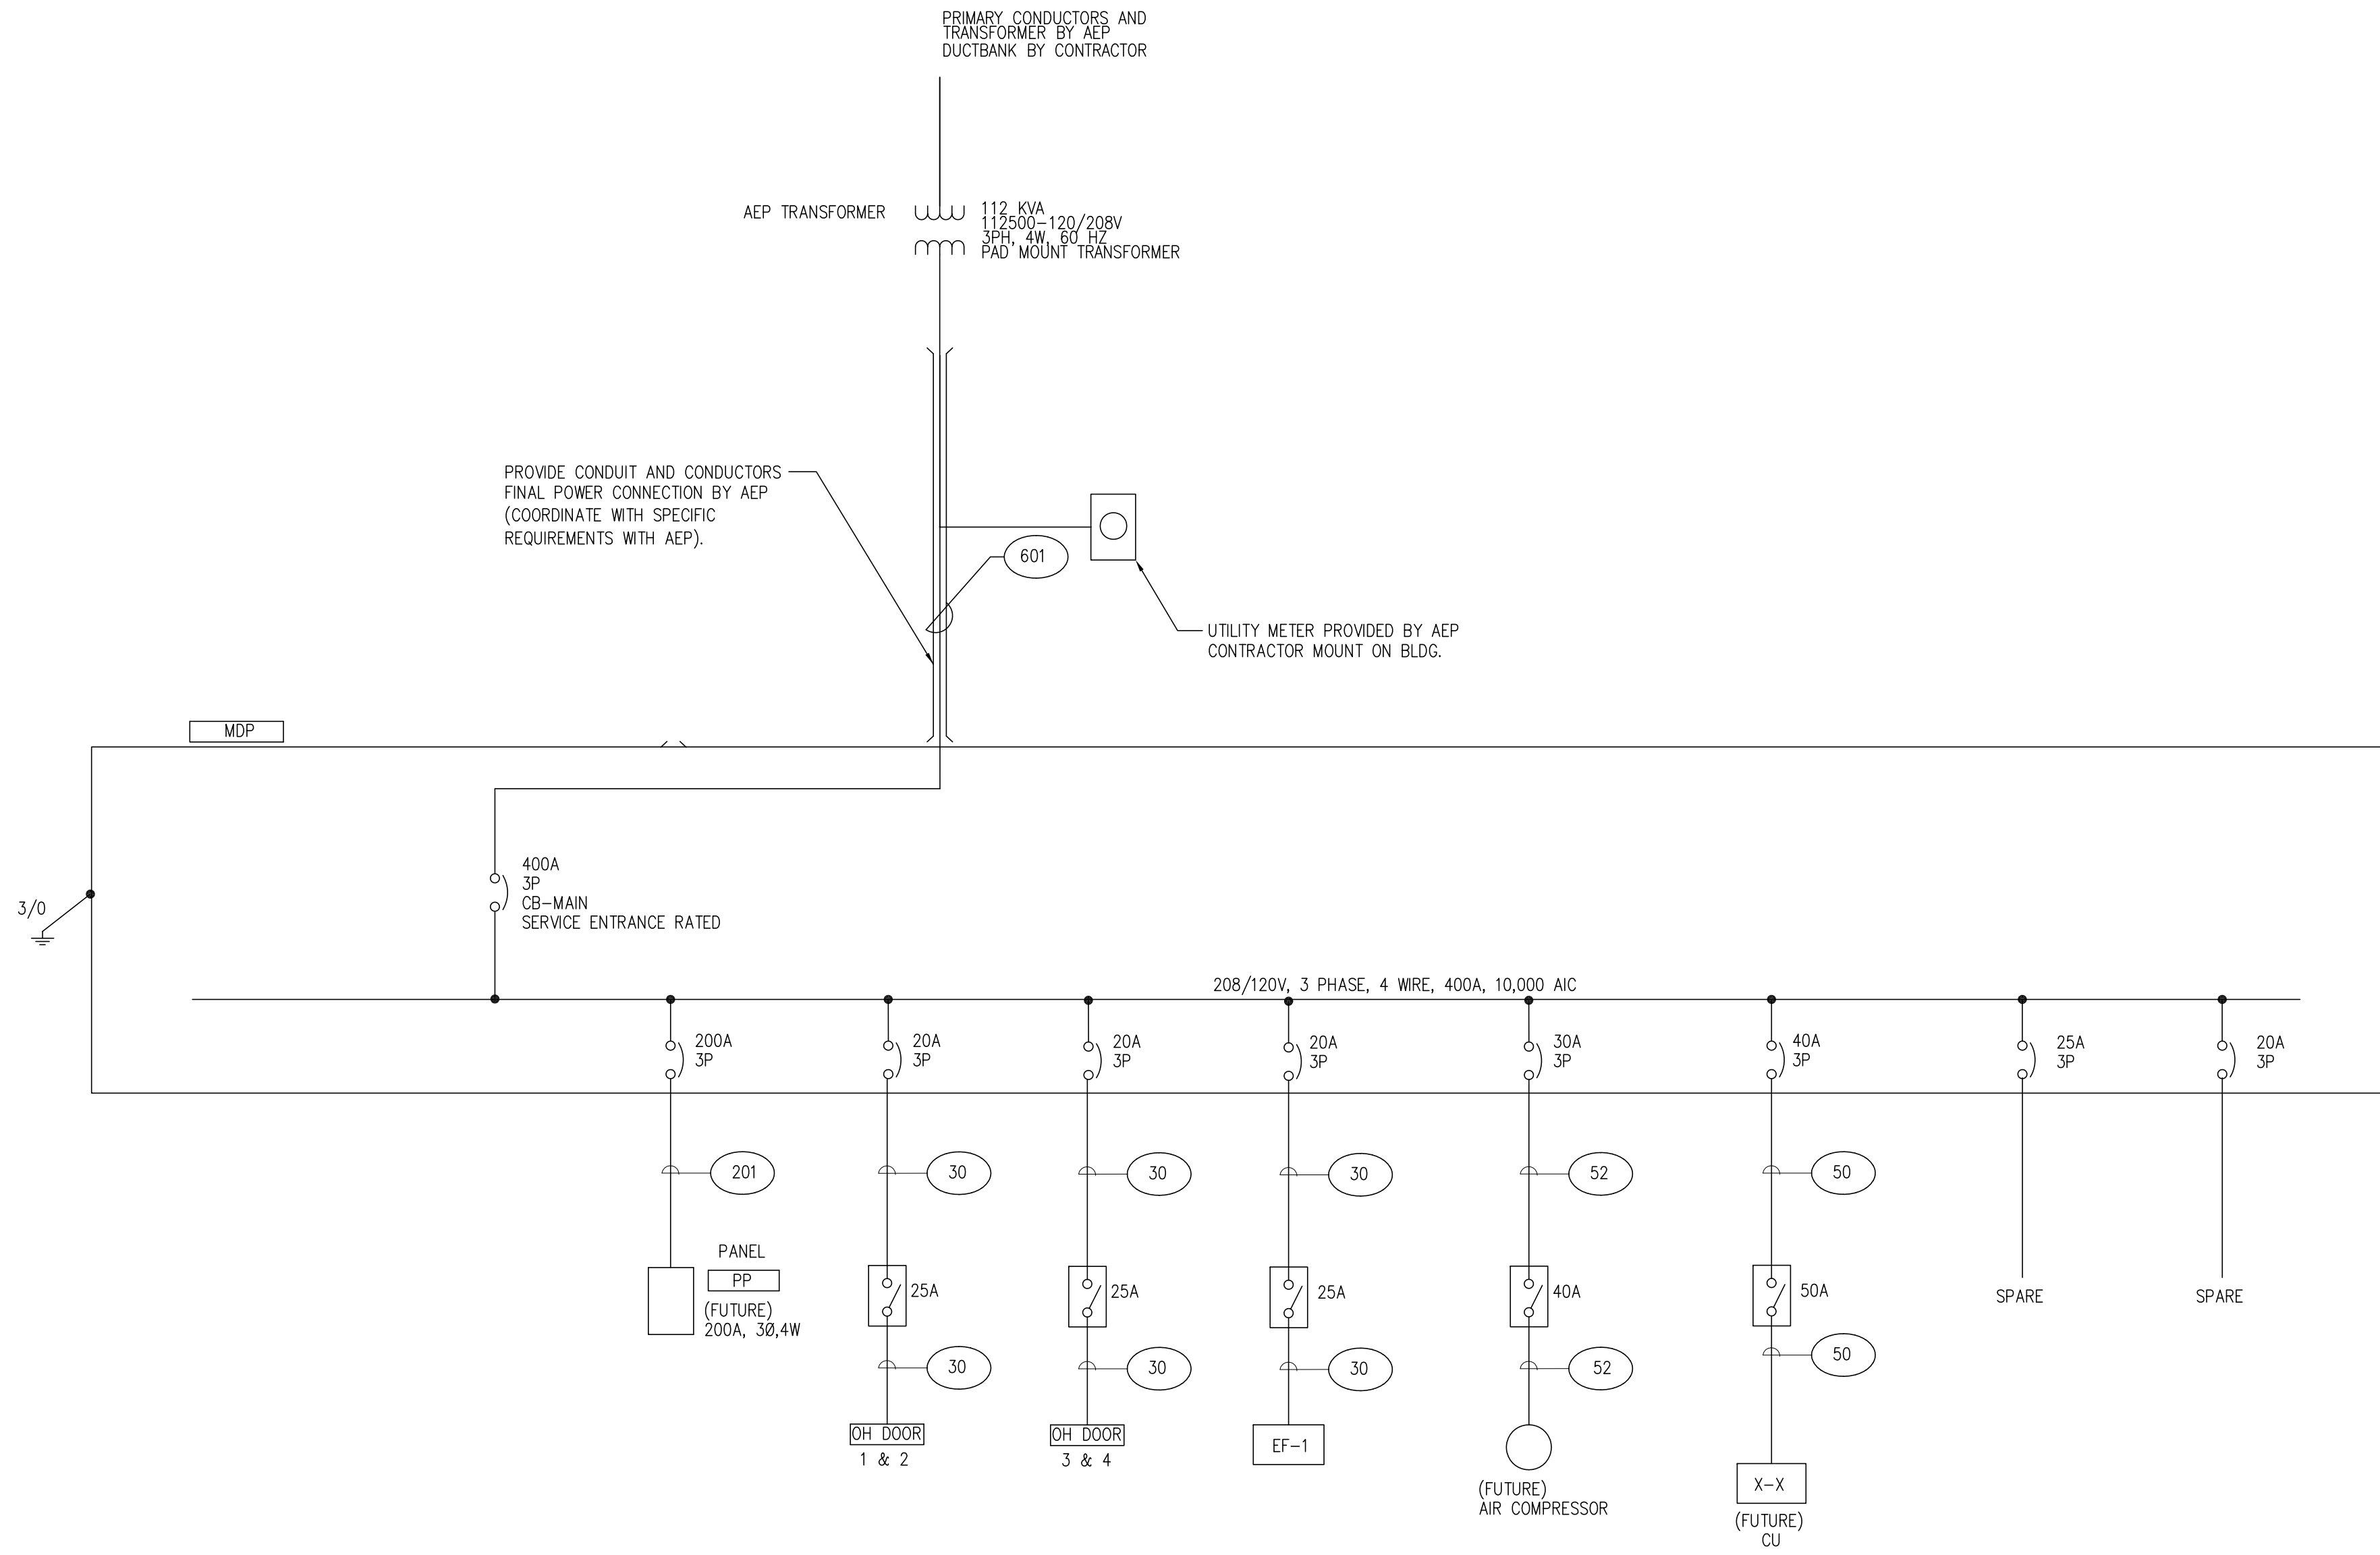 PRIMARY CONDUCTORS AND
TRANSFORMER BY AEP
DUCTBANK BY CONTRACTOR
AEP TRANSFORMER
112 KVA
112500-120/208V
3PH, 4W, 60 HZ
PAD MOUNT TRANSFORMER
PROVIDE CONDUIT AND CONDUCTORS
FINAL POWER CONNECTION BY AEP
(COORDINATE WITH SPECIFIC
REQUIREMENTS WITH AEP).
601
UTILITY METER PROVIDED BY AEP
CONTRACTOR MOUNT ON BLDG.
MDP
3/0
400A
3P
CB-MAIN
SERVICE ENTRANCE RATED
208/120V, 3 PHASE, 4 WIRE, 400A, 10,000 AIC
200A
3P
20A
3P
20A
3P
20A
3P
30A
3P
40A
3P
25A
3P
20A
3P
201
30
30
30
52
50
PANEL
PP
(FUTURE)
200A, 3Ø,4W
25A
25A
25A
40A
50A
SPARE
SPARE
30
30
30
52
50
OH DOOR
1 & 2
OH DOOR
3 & 4
EF-1
(FUTURE)
AIR COMPRESSOR
X-X
(FUTURE)
CU